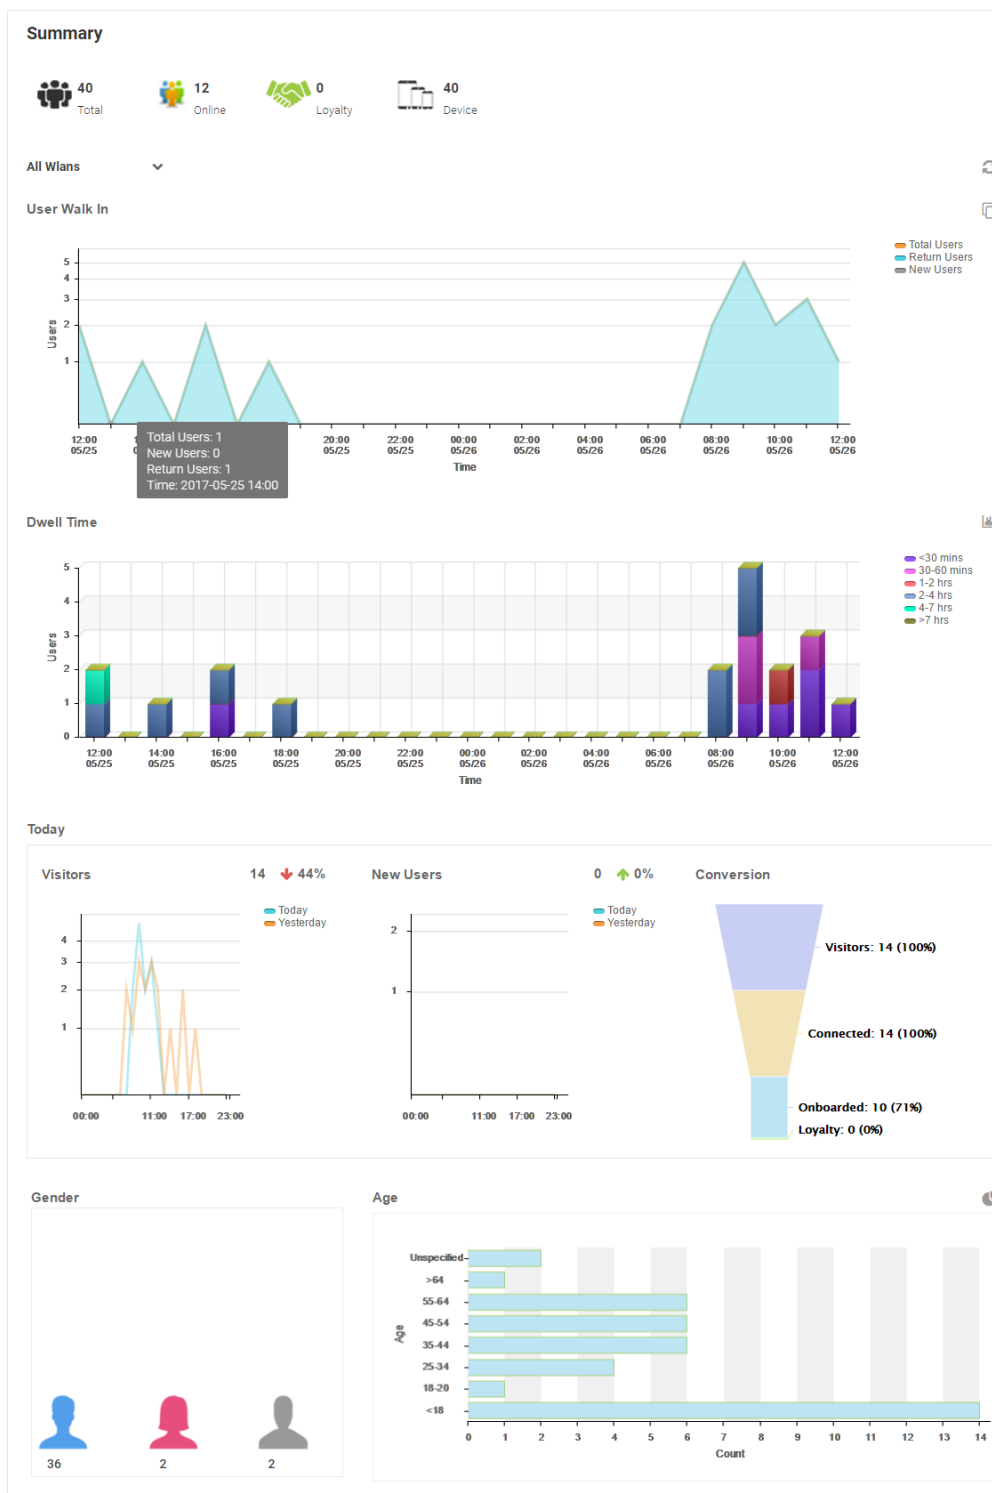 Summary
40 12 0 40
Total Online Loyalty Device
All Wlans
User Walk In
Total Users
Return Users
New Users
5
4
3
2
1
Users
12:00 20:00 22:00 00:00 02:00 04:00 06:00 08:00 10:00 12:00
05/25 05/25 05/25 05/26 05/26 05/26 05/26 05/26 05/26 05/26
Time
Total Users: 1
New Users: 0
Return Users: 1
Time: 2017-05-25 14:00
Dwell Time
<30 mins
30-60 mins
1-2 hrs
2-4 hrs
4-7 hrs
>7 hrs
5
4
3
2
1
0
Users
12:00 14:00 16:00 18:00 20:00 22:00 00:00 02:00 04:00 06:00 08:00 10:00 12:00
05/25 05/25 05/25 05/25 05/25 05/25 05/26 05/26 05/26 05/26 05/26 05/26 05/26
Time
Today
Visitors 14 44%
Today
Yesterday
4
3
2
1
00:00 11:00 17:00 23:00
New Users 0 0%
Today
Yesterday
2
1
00:00 11:00 17:00 23:00
Conversion
Visitors: 14 (100%)
Connected: 14 (100%)
Onboarded: 10 (71%)
Loyalty: 0 (0%)
Gender
36 2 2
Age
Unspecified
>64
55-64
45-54
35-44
25-34
18-20
<18
Age
0 1 2 3 4 5 6 7 8 9 10 11 12 13 14
Count